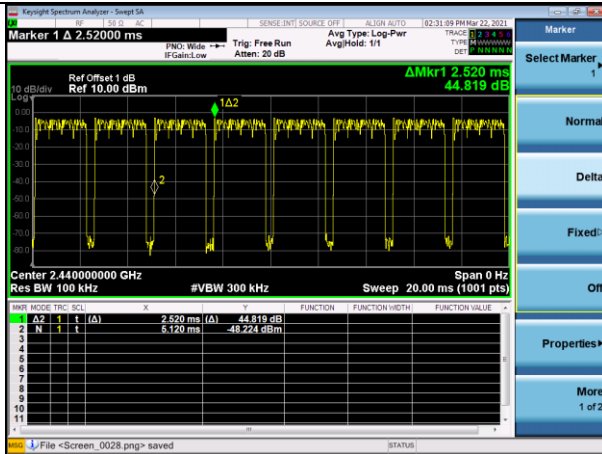 Keysight Spectrum Analyzer - Swept SA
RF 50 Ω AC SENSE:INT SOURCE OFF ALIGN AUTO 02:31:09 PM Mar 22, 2021
Marker 1 Δ 2.52000 ms
PNO: Wide Trig: Free Run Avg Type: Log-Pwr TRACE 1 2 3 4 5 6
IFGain:Low Atten: 20 dB Avg|Hold: 1/1 TYPE M W W W W W
DET P N N N N N
Ref Offset 1 dB ΔMkr1 2.520 ms
10 dB/div Ref 10.00 dBm 44.819 dB
Log
1Δ2
0.00
-10.0
-20.0
-30.0
-40.0
2
-50.0
-60.0
-70.0
-80.0
Center 2.440000000 GHz Span 0 Hz
Res BW 100 kHz #VBW 300 kHz Sweep 20.00 ms (1001 pts)
MKR MODE TRC SCL X Y FUNCTION FUNCTION WIDTH FUNCTION VALUE
1 Δ2 1 t (Δ) 2.520 ms (Δ) 44.819 dB
2 N 1 t 5.120 ms -48.224 dBm
3
4
5
6
7
8
9
10
11
MSG File <Screen_0028.png> saved STATUS
Marker
Select Marker
1
Normal
Delta
Fixed
Off
Properties
More
1 of 2